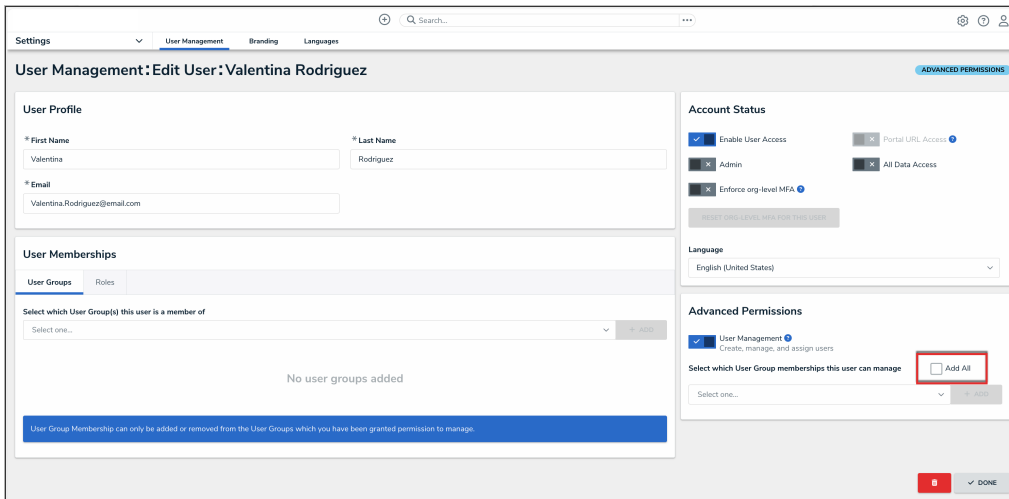 Search...
Settings
User Management
Branding
Languages
User Management:Edit User:Valentina Rodriguez
ADVANCED PERMISSIONS
User Profile
* First Name
* Last Name
Valentina
Rodriguez
* Email
Valentina.Rodriguez@email.com
User Memberships
User Groups
Roles
Select which User Group(s) this user is a member of
Select one...
+ ADD
No user groups added
User Group Membership can only be added or removed from the User Groups which you have been granted permission to manage.
Account Status
Enable User Access
Portal URL Access ?
Admin
All Data Access
Enforce org-level MFA ?
RESET ORG-LEVEL MFA FOR THIS USER
Language
English (United States)
Advanced Permissions
User Management ?
Create, manage, and assign users
Select which User Group memberships this user can manage
Add All
Select one...
+ ADD
DONE